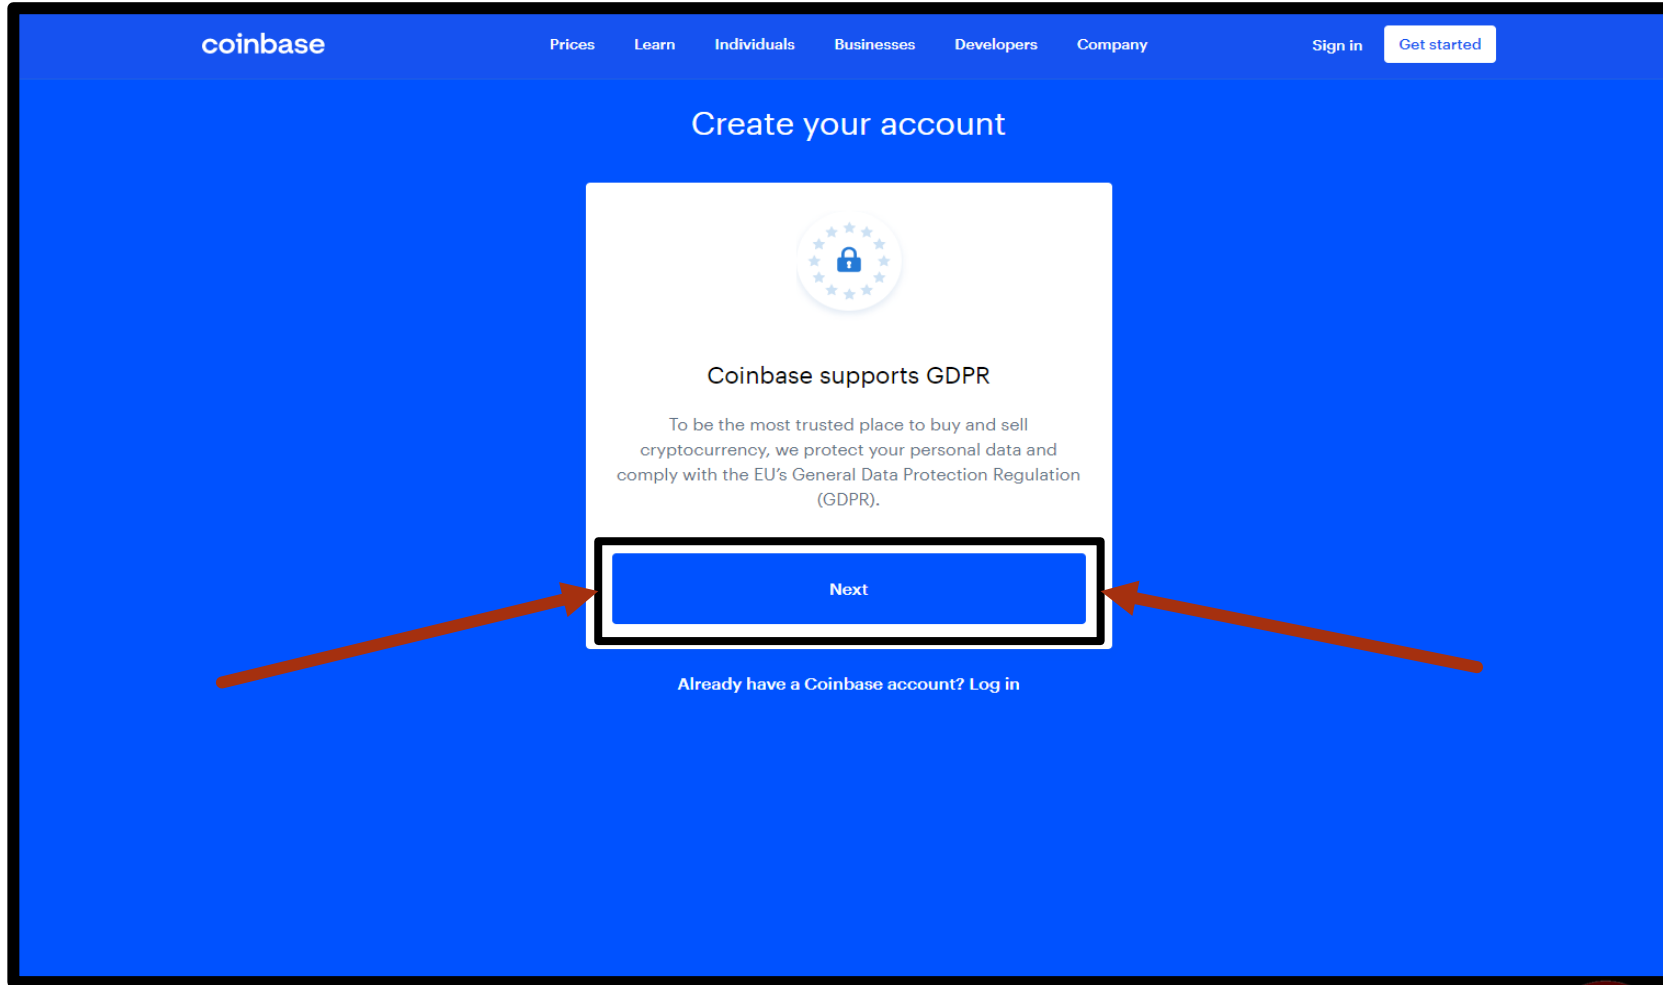 coinbase
Prices Learn Individuals Businesses Developers Company
Sign in Get started
Create your account
Coinbase supports GDPR
To be the most trusted place to buy and sell
cryptocurrency, we protect your personal data and
comply with the EU's General Data Protection Regulation
(GDPR).
Next
Already have a Coinbase account? Log in